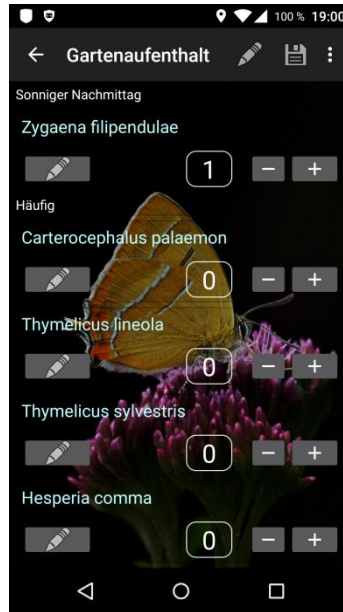 100 % 19:00
Gartenaufenthalt
Sonniger Nachmittag
Zygaena filipendulae
1 − +
Häufig
Carterocephalus palaemon
0 − +
Thymelicus lineola
0 − +
Thymelicus sylvestris
0 − +
Hesperia comma
0 − +